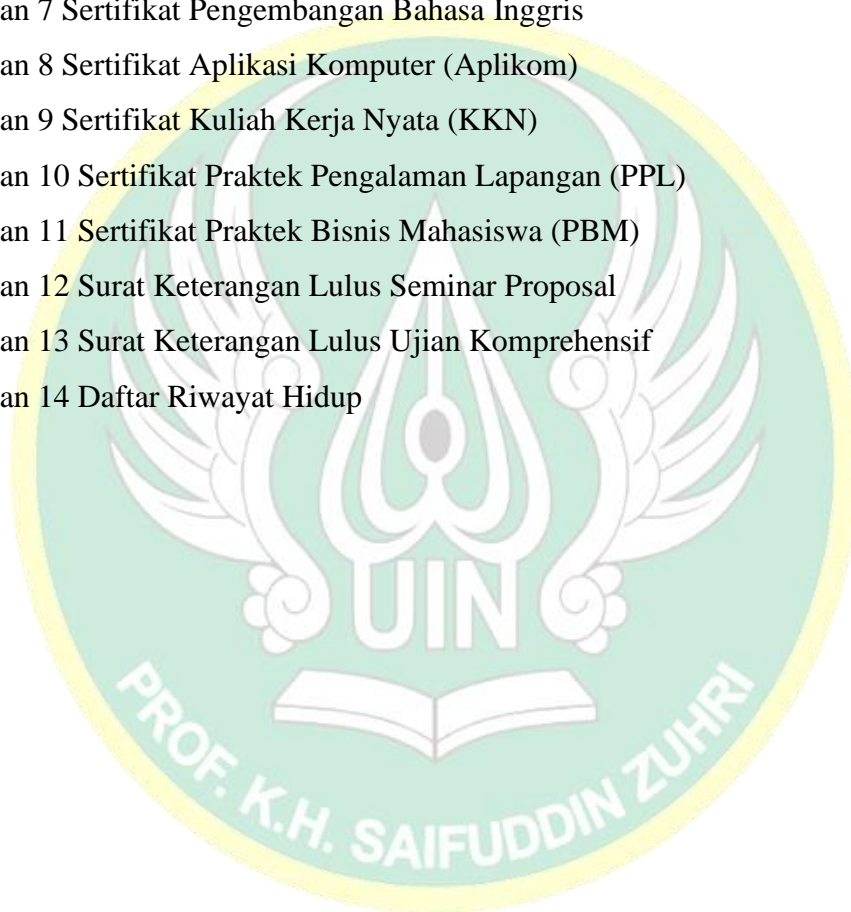 an 7 Sertifikat Pengembangan Bahasa Inggris
an 8 Sertifikat Aplikasi Komputer (Aplikom)
an 9 Sertifikat Kuliah Kerja Nyata (KKN)
an 10 Sertifikat Praktek Pengalaman Lapangan (PPL)
an 11 Sertifikat Praktek Bisnis Mahasiswa (PBM)
an 12 Surat Keterangan Lulus Seminar Proposal
an 13 Surat Keterangan Lulus Ujian Komprehensif
an 14 Daftar Riwayat Hidup
UIN
PROF. K.H. SAIFUDDIN ZUHRI